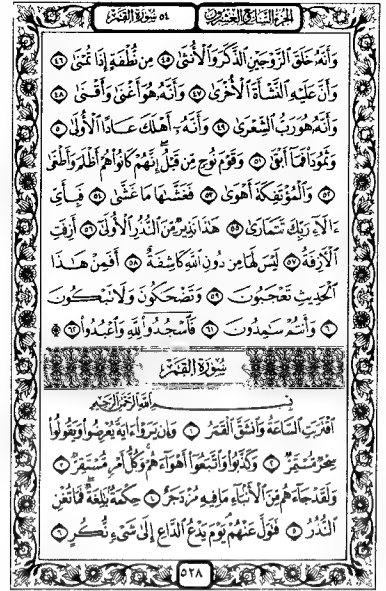 الجزء السابع والعشرون
٥٤ سورة القمر
وَأَنَّهُۥ خَلَقَ ٱلزَّوْجَيْنِ ٱلذَّكَرَ وَٱلْأُنثَىٰ ٤٥ مِن نُّطْفَةٍ إِذَا تُمْنَىٰ ٤٦
وَأَنَّ عَلَيْهِ ٱلنَّشْأَةَ ٱلْأُخْرَىٰ ٤٧ وَأَنَّهُۥ هُوَ أَغْنَىٰ وَأَقْنَىٰ ٤٨
وَأَنَّهُۥ هُوَ رَبُّ ٱلشِّعْرَىٰ ٤٩ وَأَنَّهُۥٓ أَهْلَكَ عَادًا ٱلْأُولَىٰ ٥٠
وَثَمُودَا۟ فَمَآ أَبْقَىٰ ٥١ وَقَوْمَ نُوحٍ مِّن قَبْلُ ۖ إِنَّهُمْ كَانُوا۟ هُمْ أَظْلَمَ وَأَطْغَىٰ
٥٢ وَٱلْمُؤْتَفِكَةَ أَهْوَىٰ ٥٣ فَغَشَّىٰهَا مَا غَشَّىٰ ٥٤ فَبِأَىِّ
ءَالَآءِ رَبِّكَ تَتَمَارَىٰ ٥٥ هَٰذَا نَذِيرٌ مِّنَ ٱلنُّذُرِ ٱلْأُولَىٰٓ ٥٦ أَزِفَتِ
ٱلْءَازِفَةُ ٥٧ لَيْسَ لَهَا مِن دُونِ ٱللَّهِ كَاشِفَةٌ ٥٨ أَفَمِنْ هَٰذَا
ٱلْحَدِيثِ تَعْجَبُونَ ٥٩ وَتَضْحَكُونَ وَلَا تَبْكُونَ
٦٠ وَأَنتُمْ سَٰمِدُونَ ٦١ فَٱسْجُدُوا۟ لِلَّهِ وَٱعْبُدُوا۟ ۩ ٦٢
سُورَةُ القَمَرِ
بِسْمِ ٱللَّهِ ٱلرَّحْمَٰنِ ٱلرَّحِيمِ
ٱقْتَرَبَتِ ٱلسَّاعَةُ وَٱنشَقَّ ٱلْقَمَرُ ١ وَإِن يَرَوْا۟ ءَايَةً يُعْرِضُوا۟ وَيَقُولُوا۟
سِحْرٌ مُّسْتَمِرٌّ ٢ وَكَذَّبُوا۟ وَٱتَّبَعُوٓا۟ أَهْوَآءَهُمْ ۚ وَكُلُّ أَمْرٍ مُّسْتَقِرٌّ ٣
وَلَقَدْ جَآءَهُم مِّنَ ٱلْأَنۢبَآءِ مَا فِيهِ مُزْدَجَرٌ ٤ حِكْمَةٌۢ بَٰلِغَةٌ ۖ فَمَا تُغْنِ
ٱلنُّذُرُ ٥ فَتَوَلَّ عَنْهُمْ ۘ يَوْمَ يَدْعُ ٱلدَّاعِ إِلَىٰ شَىْءٍ نُّكُرٍ ٦
٥٢٨